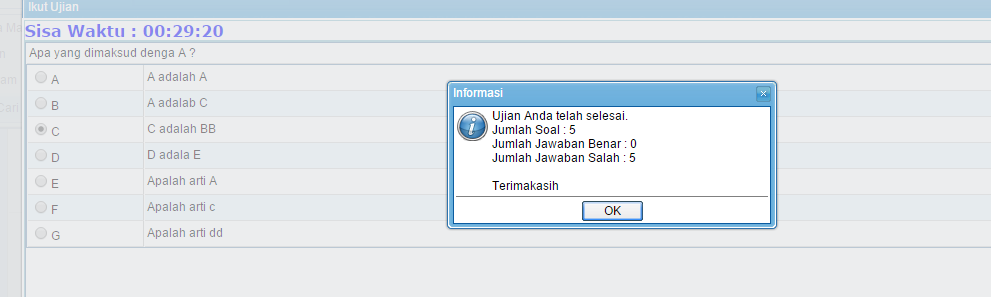 Ikut Ujian
Sisa Waktu : 00:29:20
Apa yang dimaksud denga A ?
A A adalah A
B A adalab C
C C adalah BB
D D adala E
E Apalah arti A
F Apalah arti c
G Apalah arti dd
Informasi
Ujian Anda telah selesai.
Jumlah Soal : 5
Jumlah Jawaban Benar : 0
Jumlah Jawaban Salah : 5
Terimakasih
OK